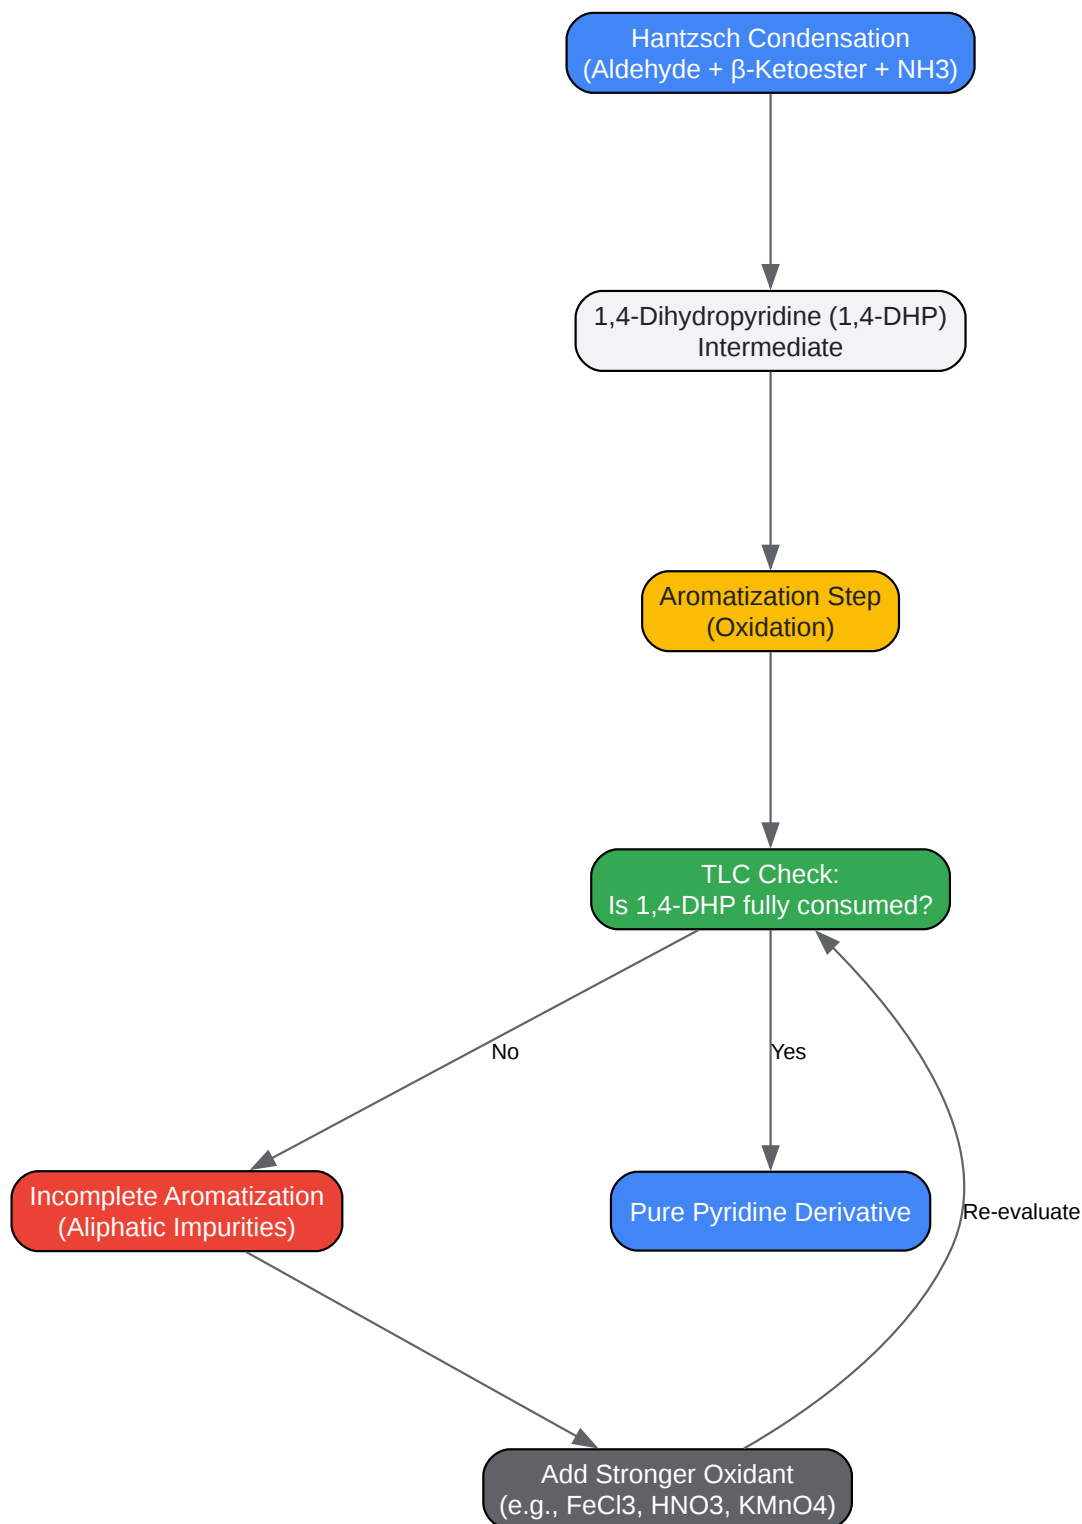 Hantzsch Condensation
(Aldehyde + β-Ketoester + NH3)
1,4-Dihydropyridine (1,4-DHP)
Intermediate
Aromatization Step
(Oxidation)
TLC Check:
Is 1,4-DHP fully consumed?
No
Yes
Incomplete Aromatization
(Aliphatic Impurities)
Pure Pyridine Derivative
Re-evaluate
Add Stronger Oxidant
(e.g., FeCl3, HNO3, KMnO4)